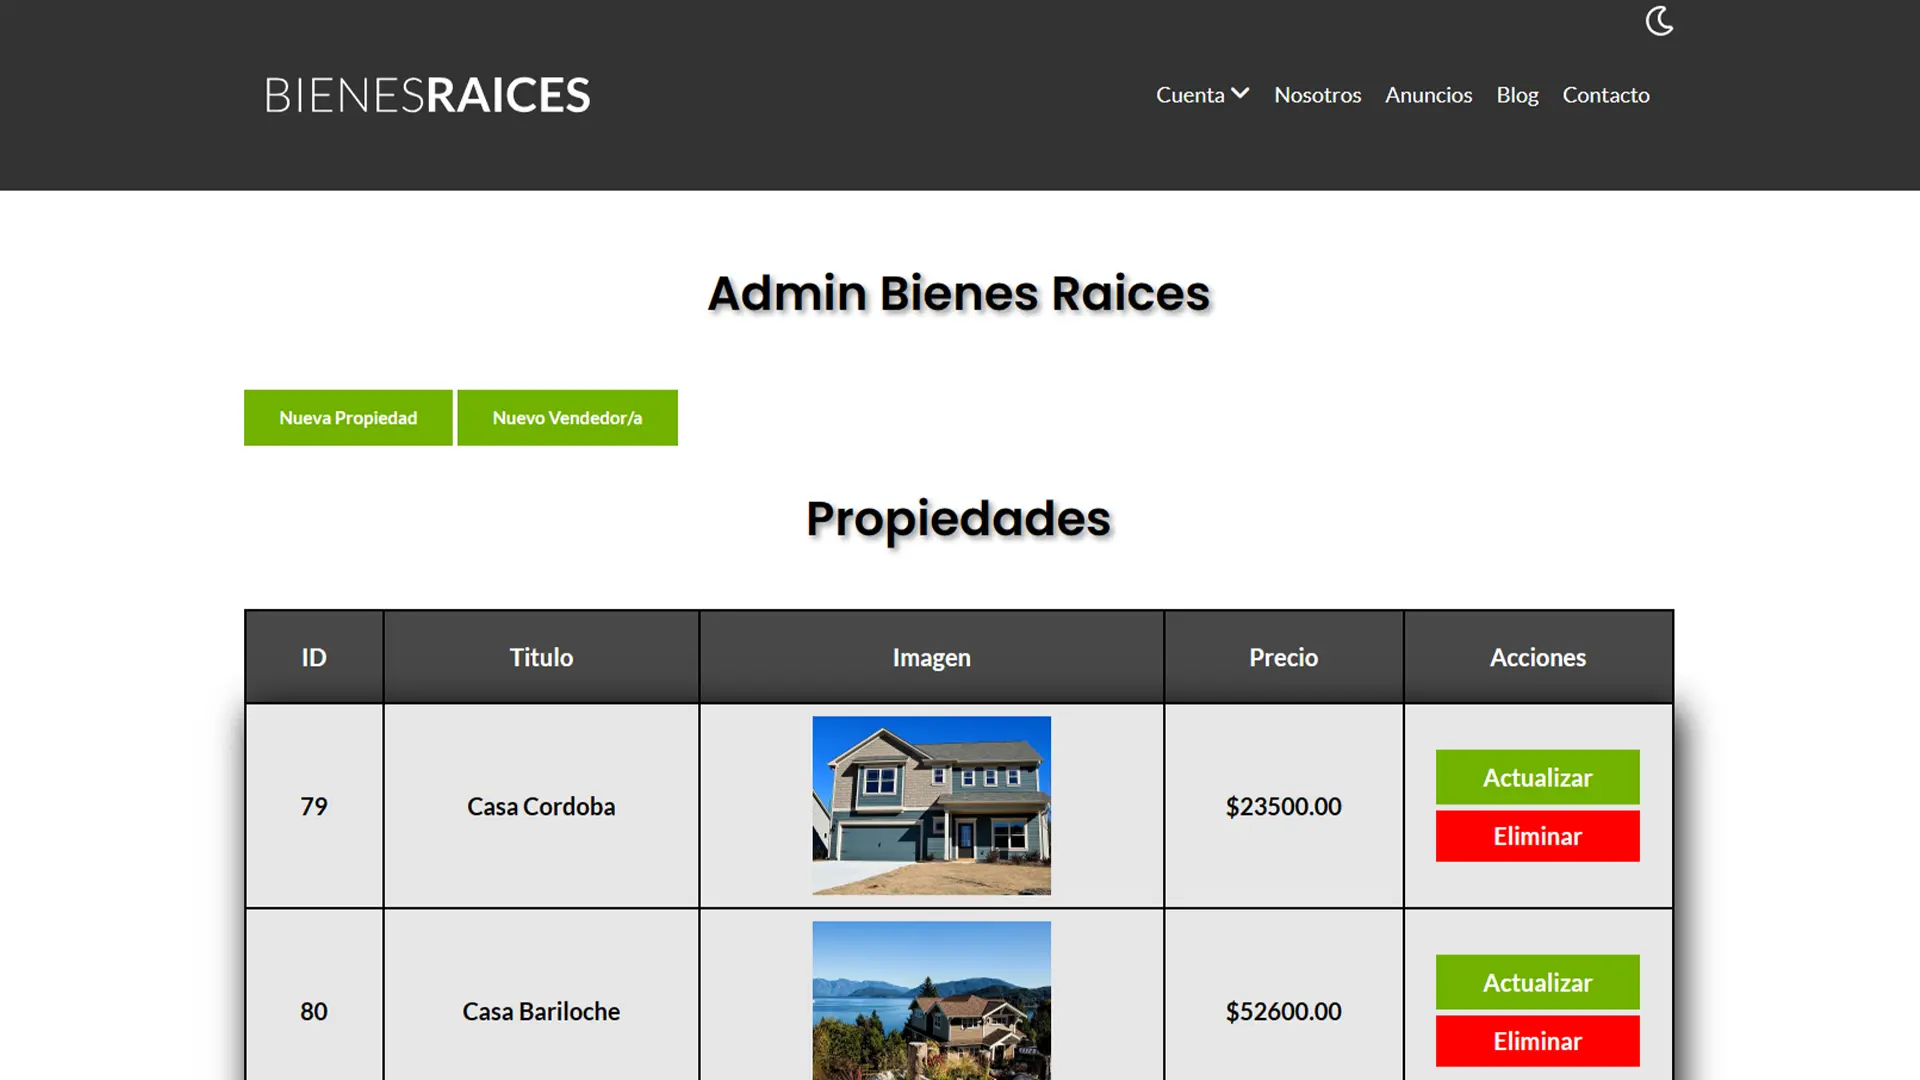 BIENESRAICES
Cuenta Nosotros Anuncios Blog Contacto
Admin Bienes Raices
Nueva Propiedad Nuevo Vendedor/a
Propiedades
ID Titulo Imagen Precio Acciones
79 Casa Cordoba $23500.00 Actualizar
Eliminar
80 Casa Bariloche $52600.00 Actualizar
Eliminar